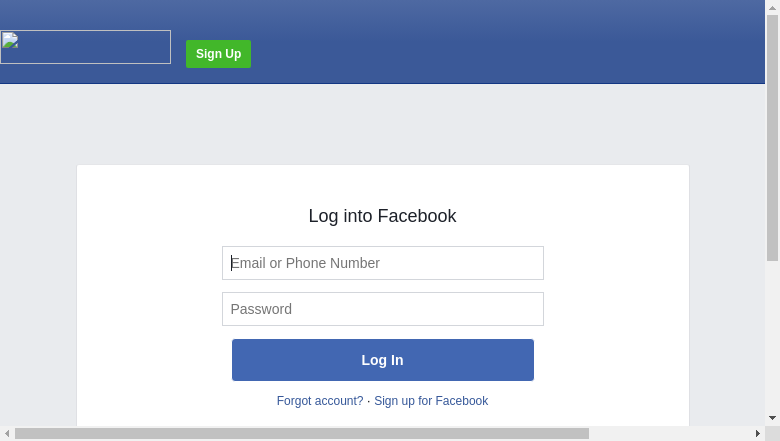 Sign Up
Log into Facebook
Email or Phone Number
Password
Log In
Forgot account? · Sign up for Facebook